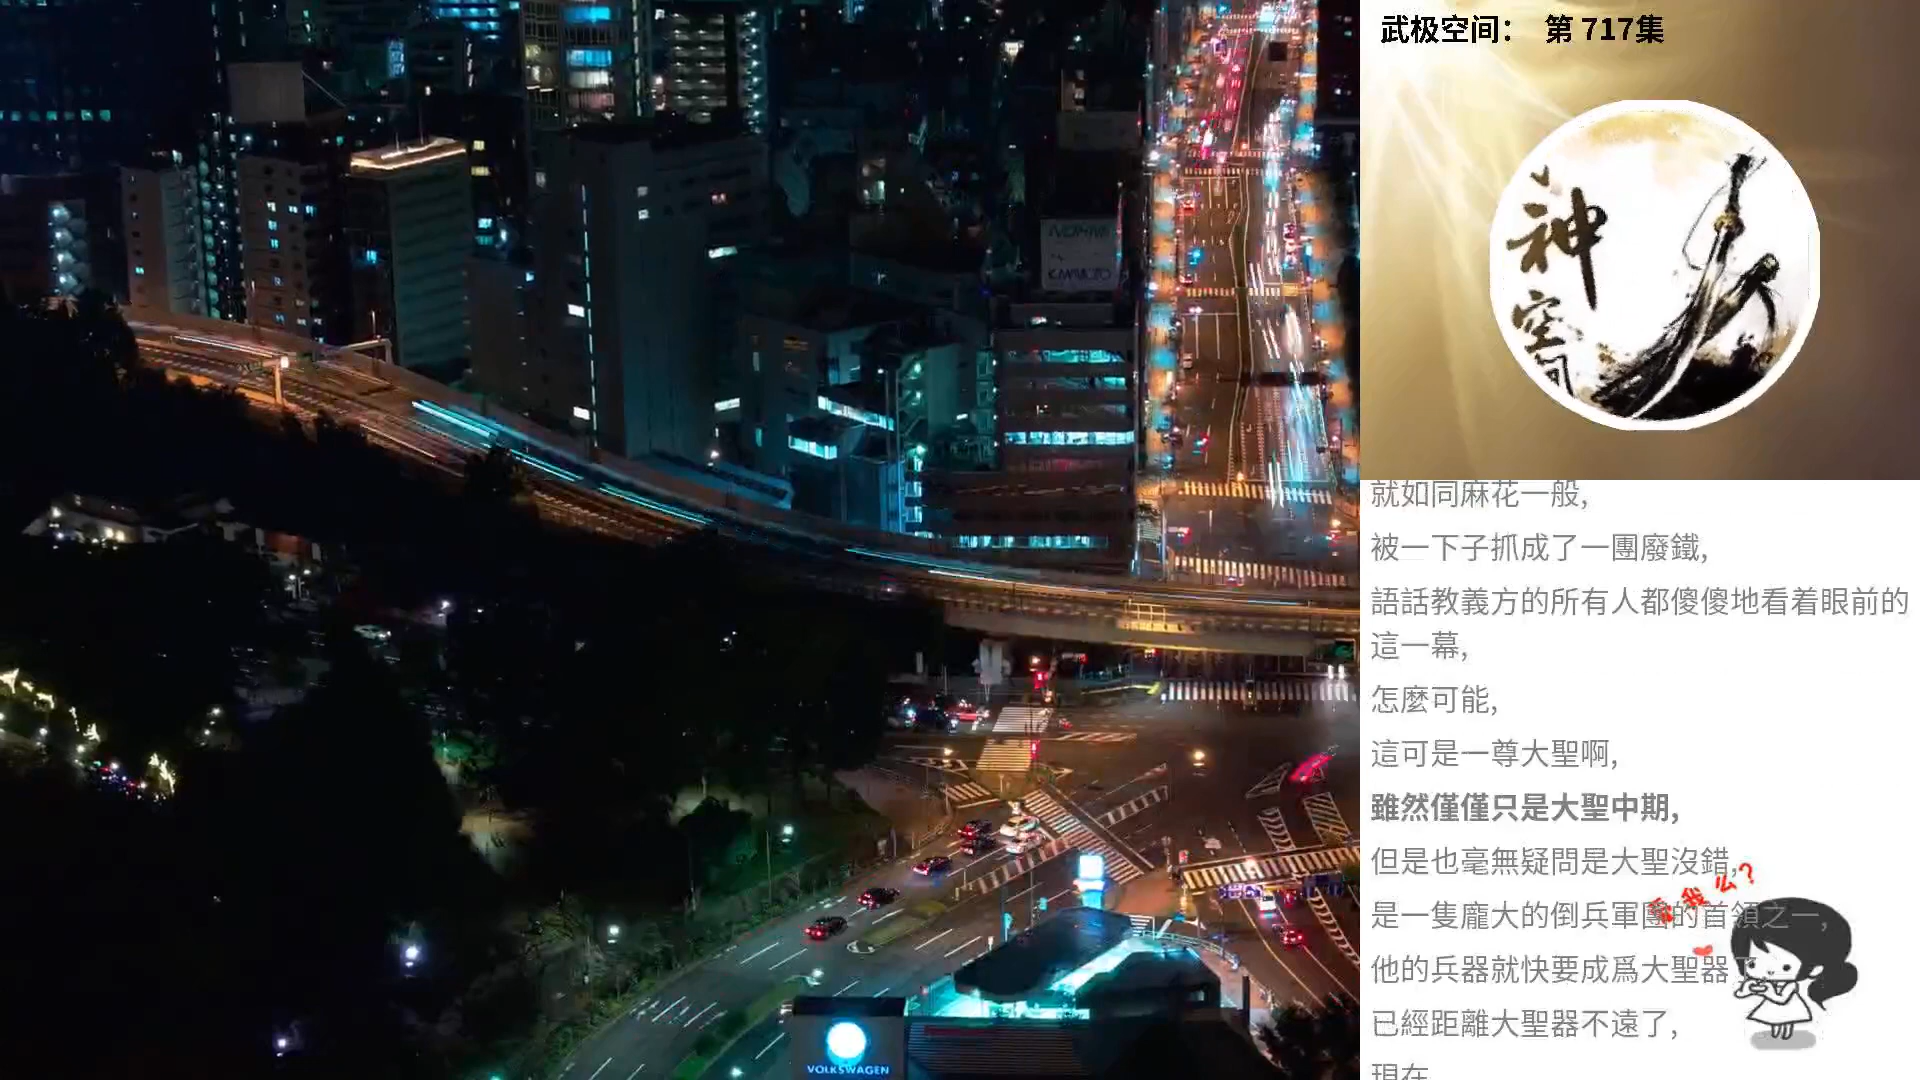 武极空间： 第 717集
神
空
间
就如同麻花一般,
被一下子抓成了一團廢鐵,
語話教義方的所有人都傻傻地看着眼前的
這一幕,
怎麼可能,
這可是一尊大聖啊,
雖然僅僅只是大聖中期,
但是也毫無疑問是大聖沒錯,
是一隻龐大的倒兵軍團的首領之一,
他的兵器就快要成爲大聖器了,
已經距離大聖器不遠了,
現在
我么?
VOLKSWAGEN